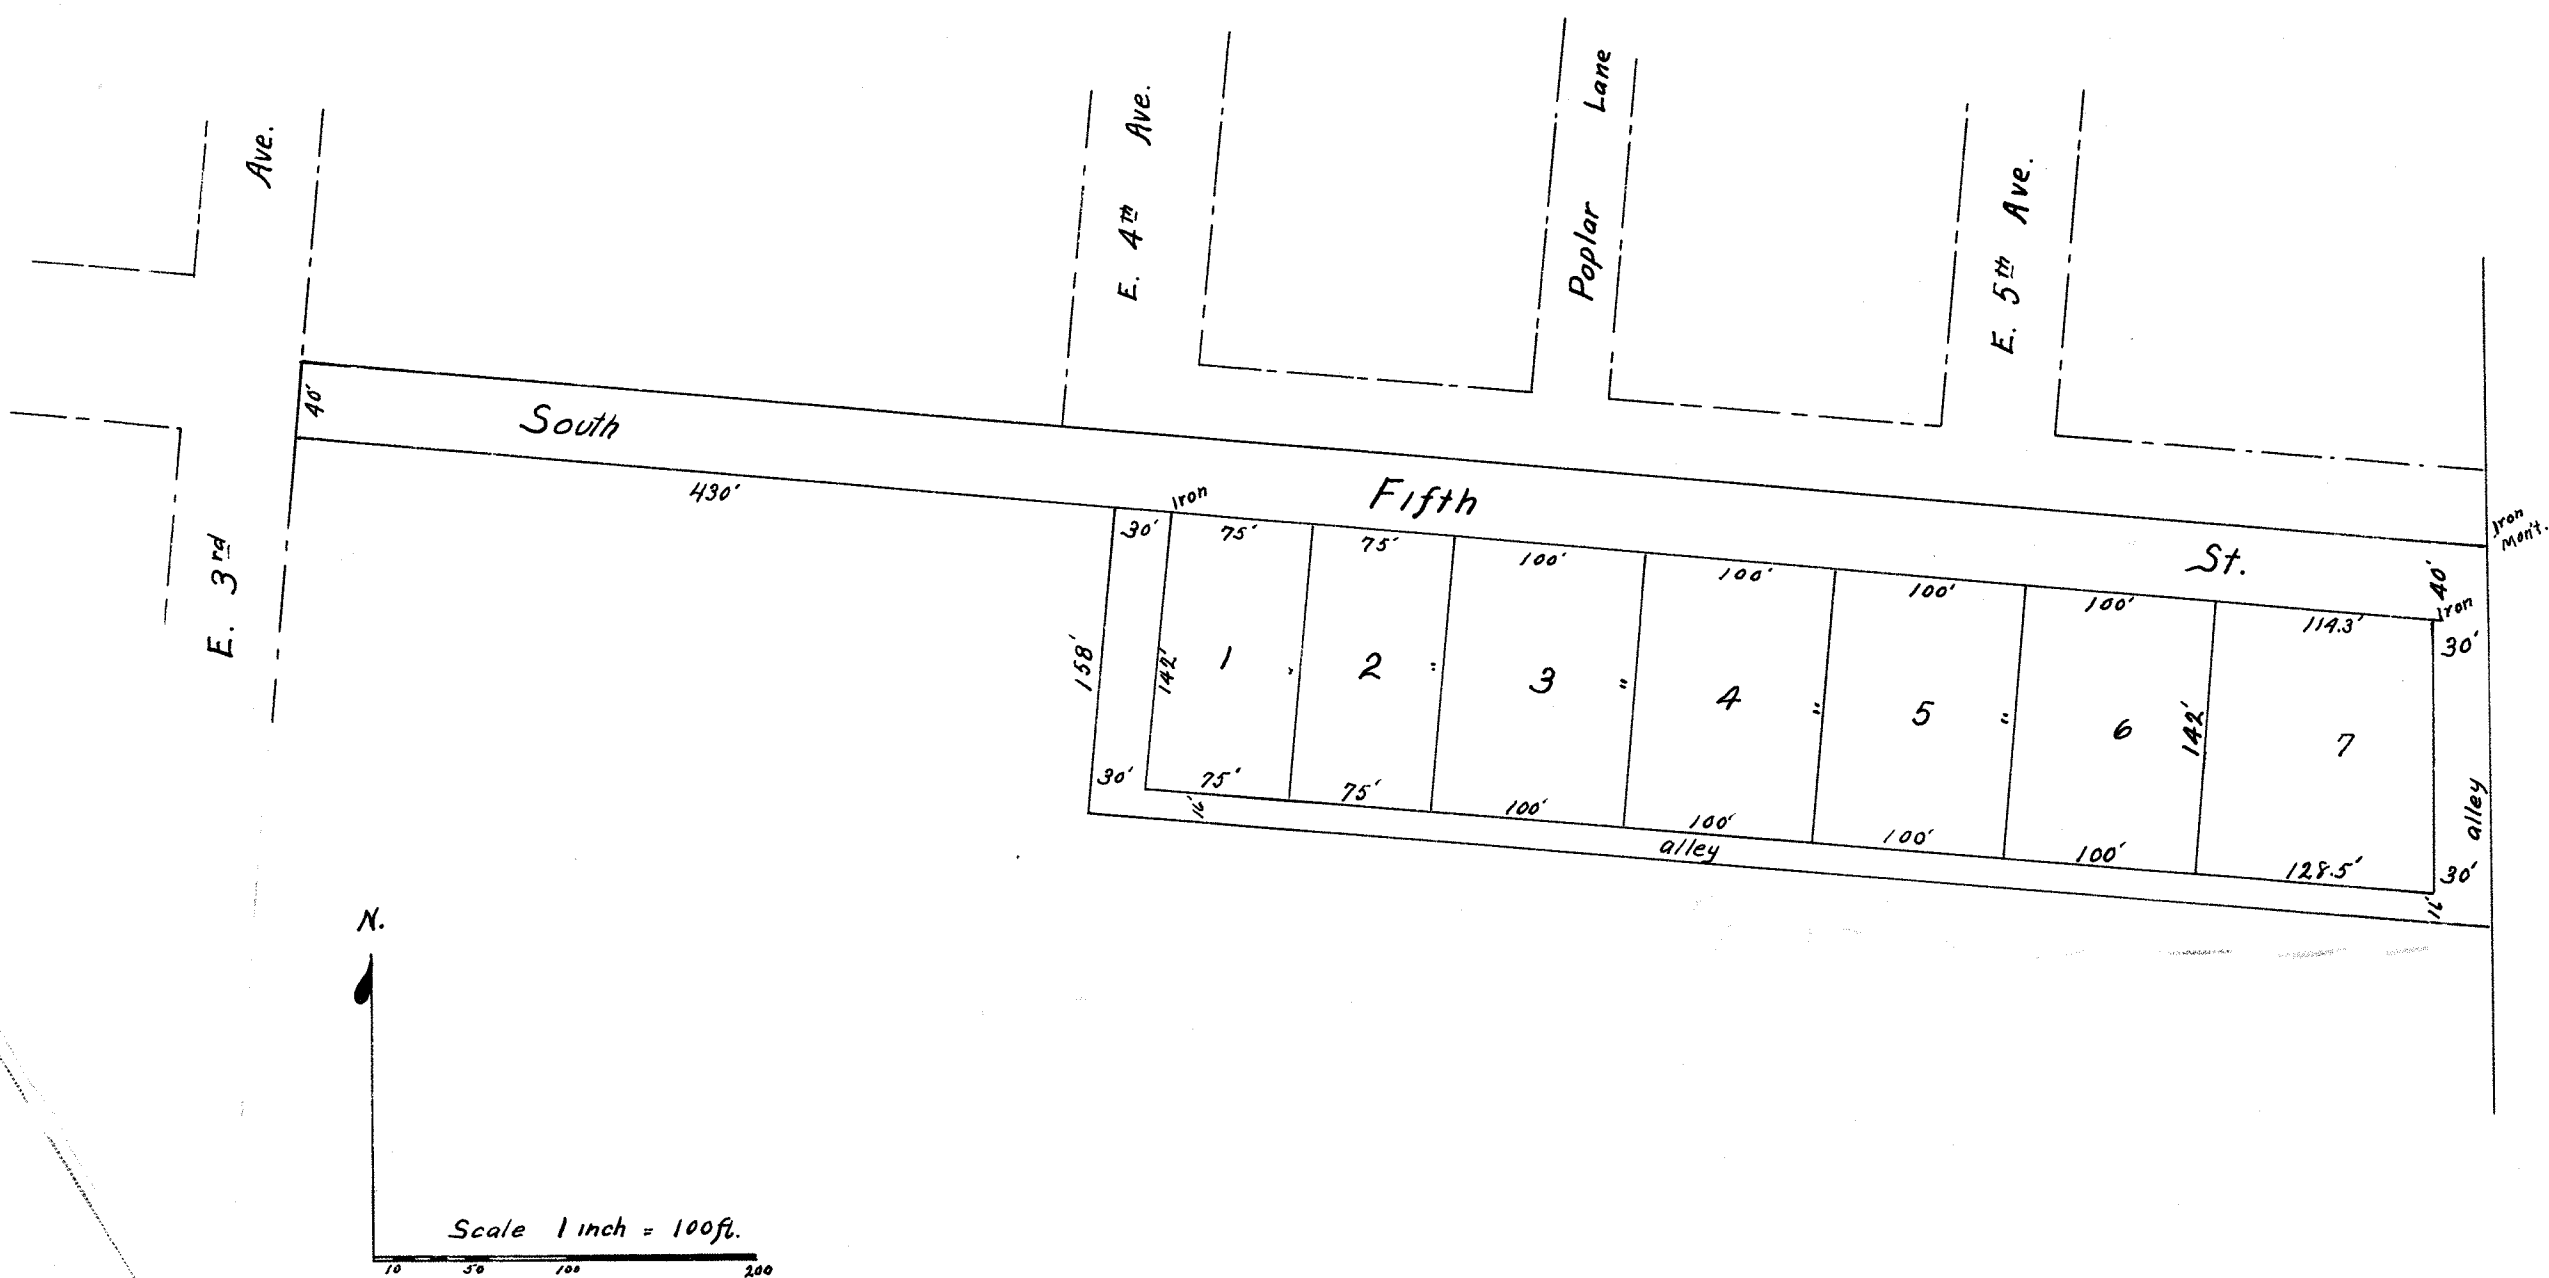 Ave.
E. 4th Ave.
Poplar Lane
E. 5th Ave.
E. 3rd
40'
South
Fifth
St.
430'
Iron
Iron
Mon't.
40'
Iron
30'
75'
75'
100'
100'
100'
100'
114.3'
30'
158'
142'
1
"
2
"
3
"
4
"
5
"
6
142'
7
alley
30'
75'
75'
100'
100'
100'
100'
128.5'
30'
16'
alley
16'
N.
Scale 1 inch = 100ft.
10 50 100 200